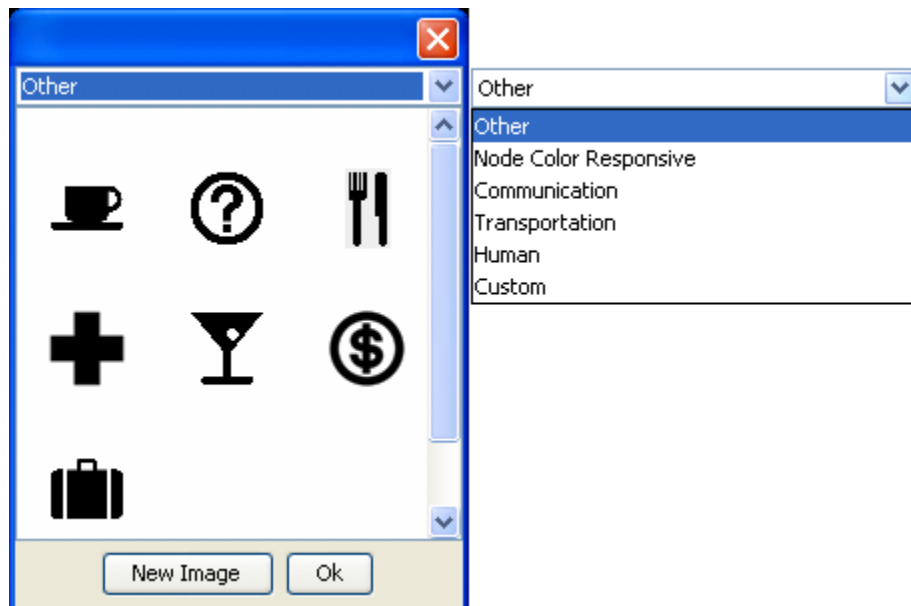 Other
?
$
New Image
Ok
Other
Other
Node Color Responsive
Communication
Transportation
Human
Custom